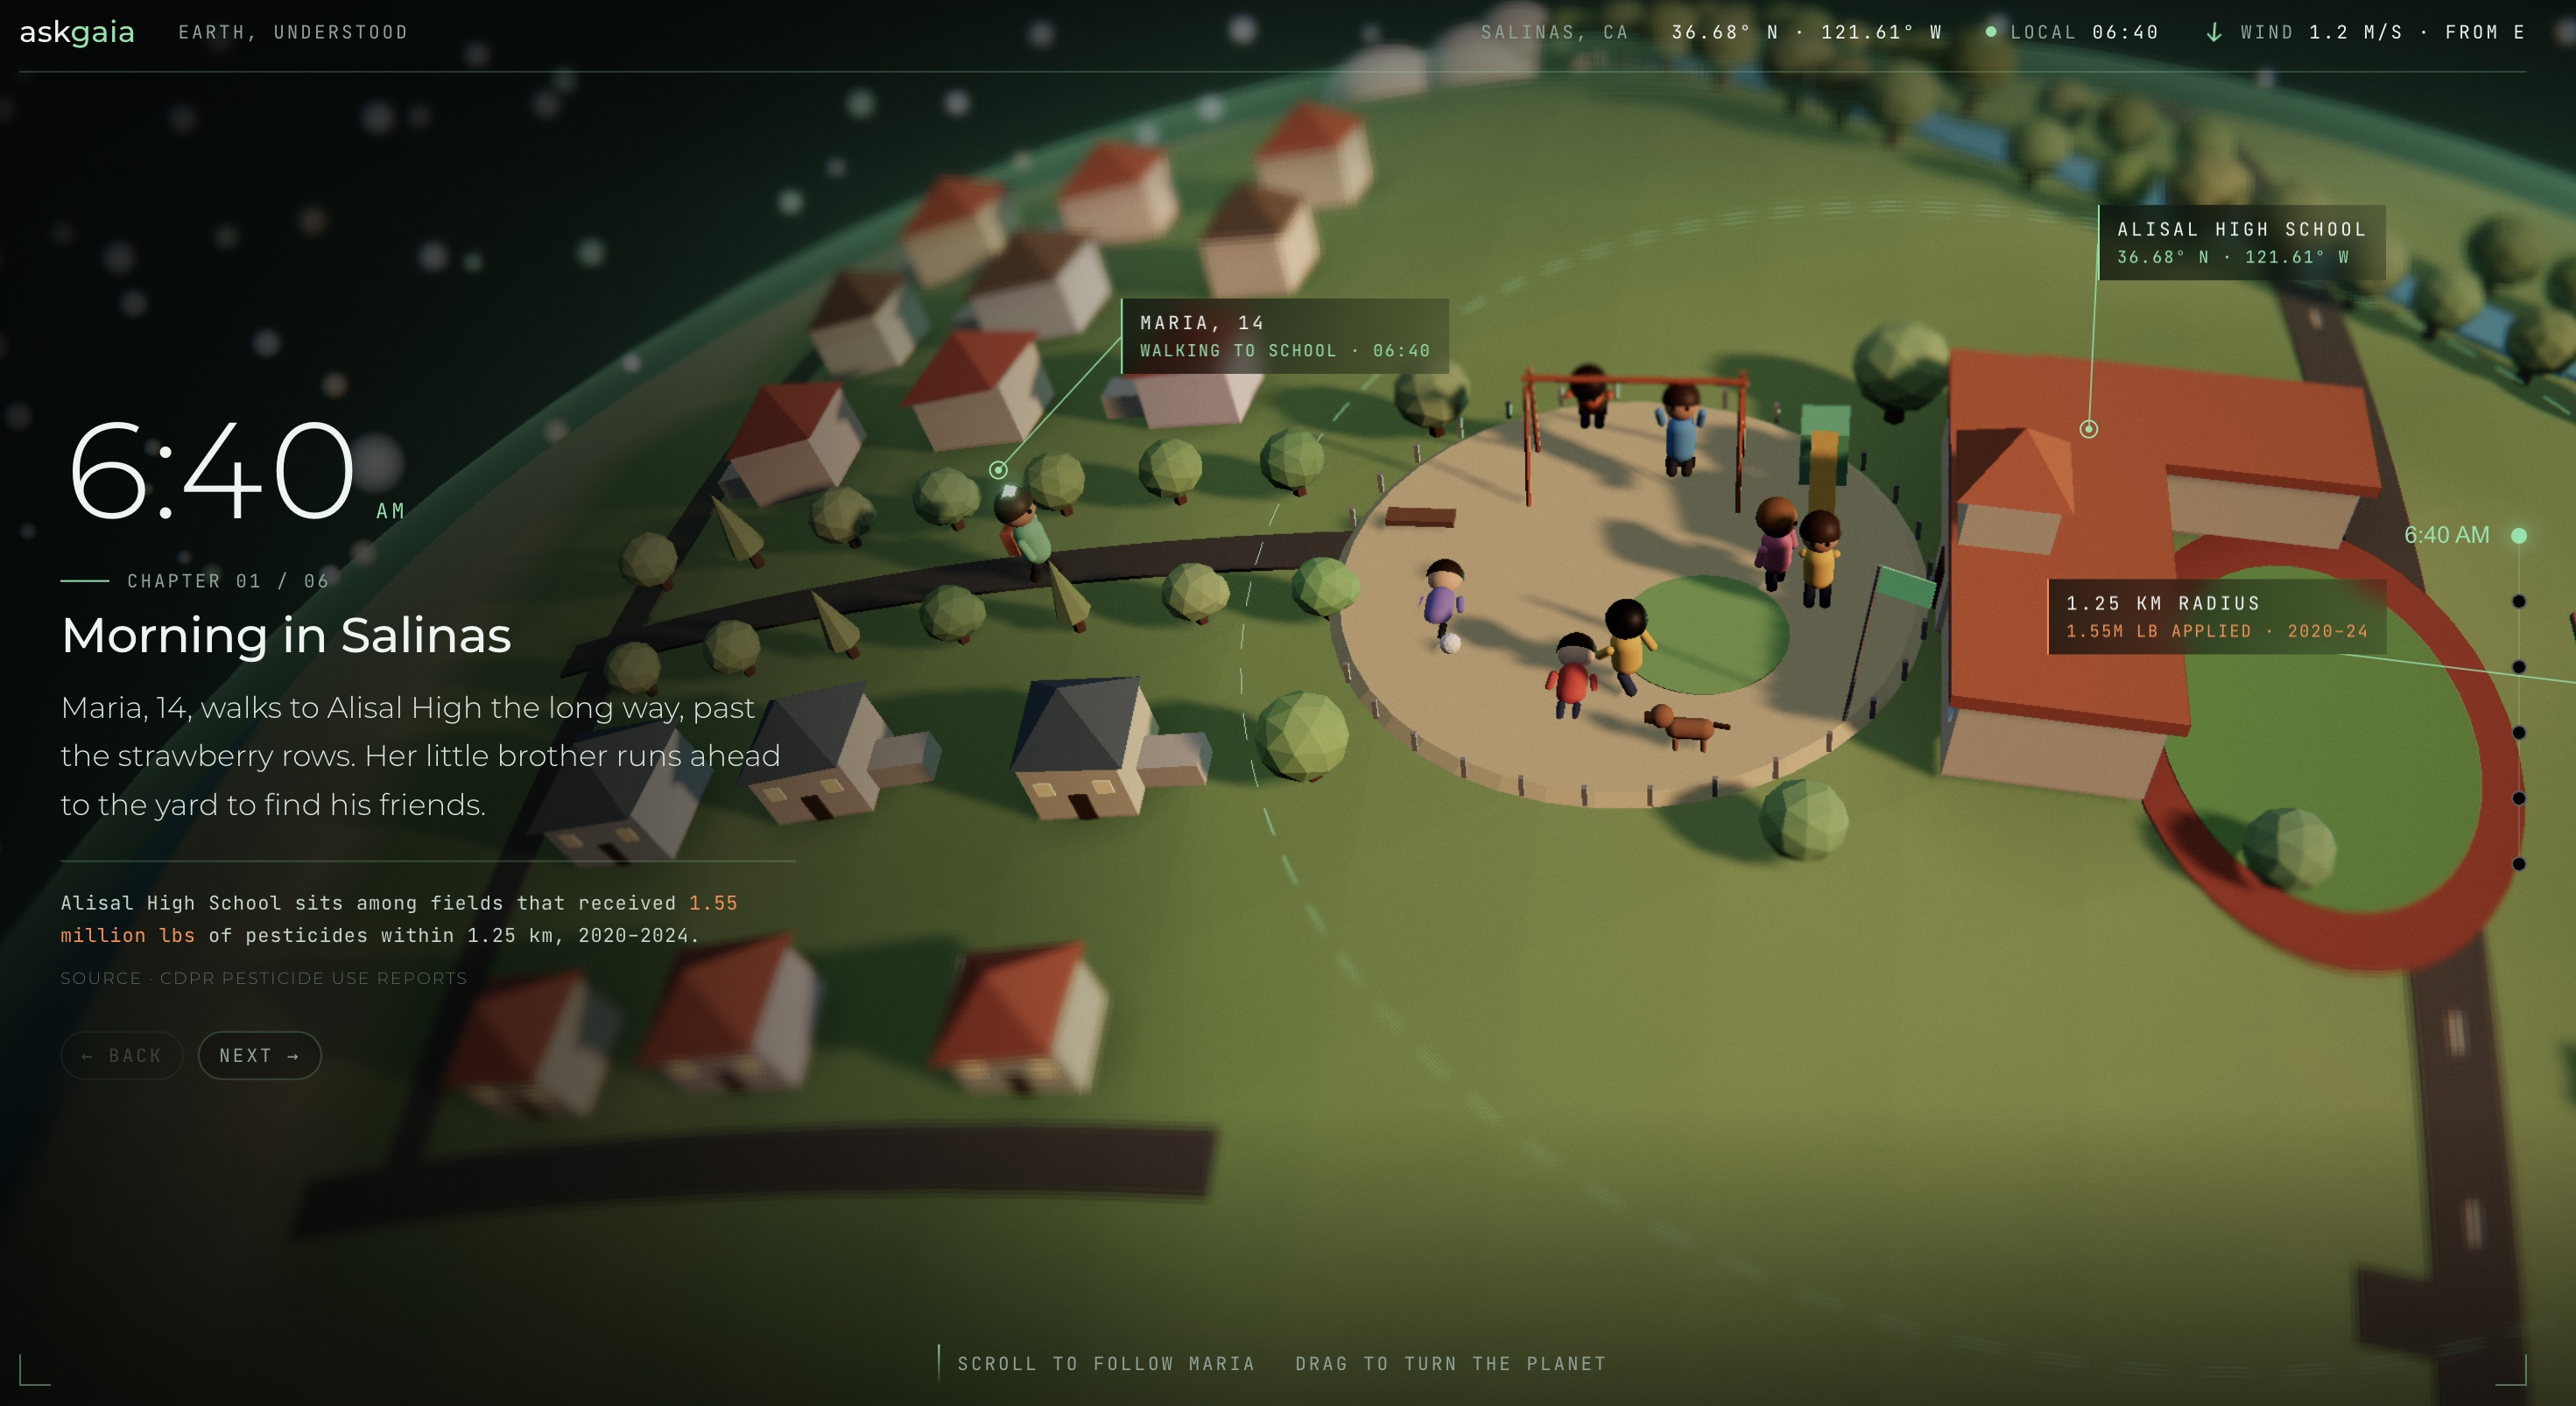 askgaia
EARTH, UNDERSTOOD
SALINAS, CA
36.68° N · 121.61° W
LOCAL 06:40
↓ WIND 1.2 M/S · FROM E
ALISAL HIGH SCHOOL
36.68° N · 121.61° W
MARIA, 14
WALKING TO SCHOOL · 06:40
6:40 AM
CHAPTER 01 / 06
Morning in Salinas
Maria, 14, walks to Alisal High the long way, past
the strawberry rows. Her little brother runs ahead
to the yard to find his friends.
Alisal High School sits among fields that received 1.55
million lbs of pesticides within 1.25 km, 2020–2024.
SOURCE · CDPR PESTICIDE USE REPORTS
← BACK
NEXT →
6:40 AM
1.25 KM RADIUS
1.55M LB APPLIED · 2020–24
SCROLL TO FOLLOW MARIA
DRAG TO TURN THE PLANET